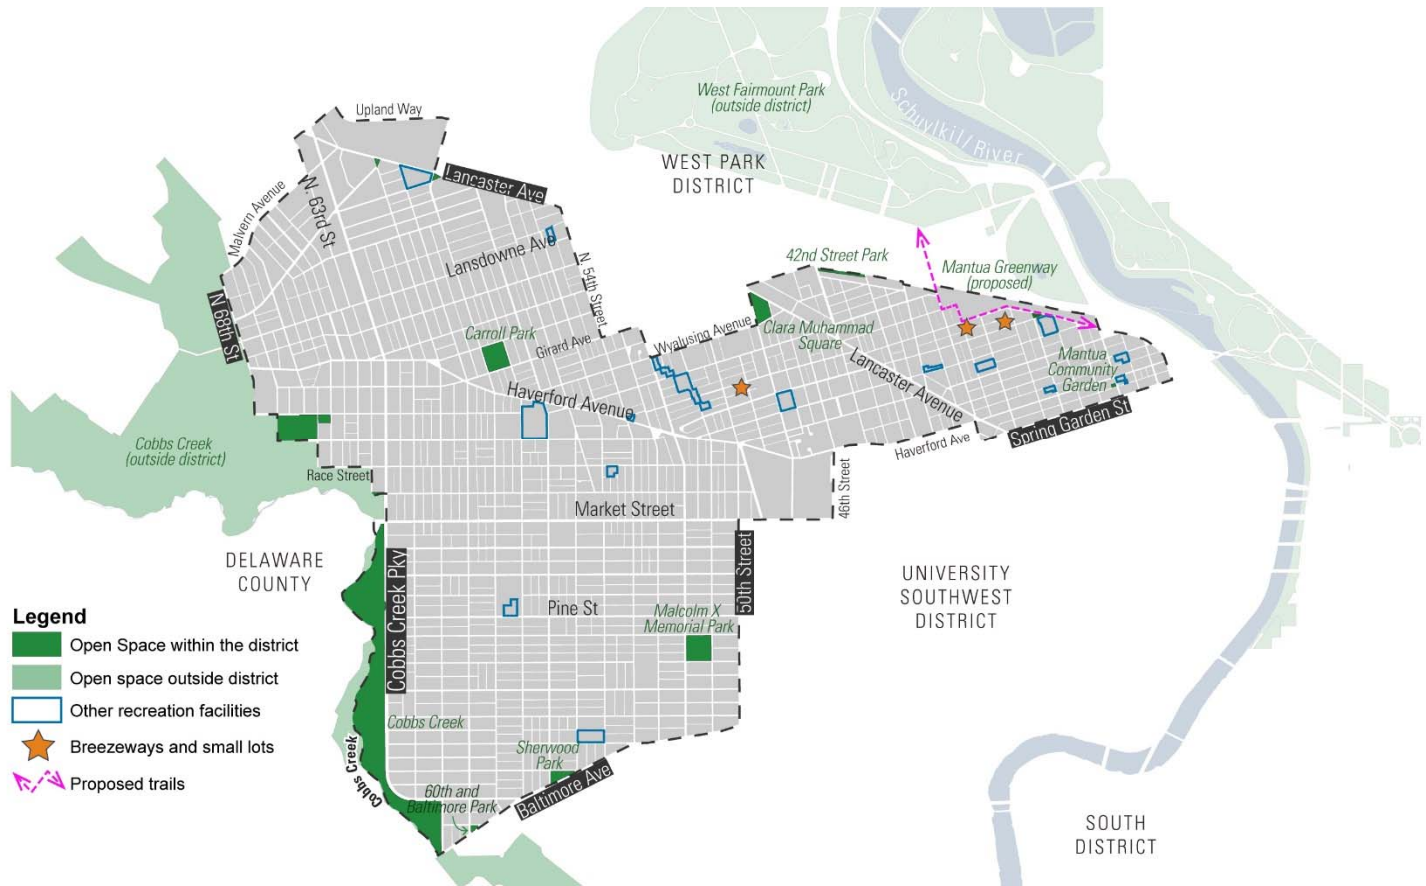 Upland Way
West Fairmount Park
(outside district)
Schuylkill River
WEST PARK
DISTRICT
Lancaster Ave
Malvern Avenue
N. 63rd St
Lansdowne Ave
N. 54th Street
42nd Street Park
Mantua Greenway
(proposed)
N 68th St
Carroll Park
Girard Ave
Wyalusing Avenue
Clara Muhammad
Square
Lancaster Avenue
Mantua
Community
Garden
Haverford Avenue
Spring Garden St
Haverford Ave
Cobbs Creek
(outside district)
Race Street
46th Street
Market Street
DELAWARE
COUNTY
Cobbs Creek Pky
50th Street
UNIVERSITY
SOUTHWEST
DISTRICT
Pine St
Malcolm X
Memorial Park
Legend
Open Space within the district
Open space outside district
Other recreation facilities
Breezeways and small lots
Proposed trails
Cobbs Creek
Cobbs Creek
Sherwood
Park
Baltimore Ave
60th and
Baltimore Park
SOUTH
DISTRICT